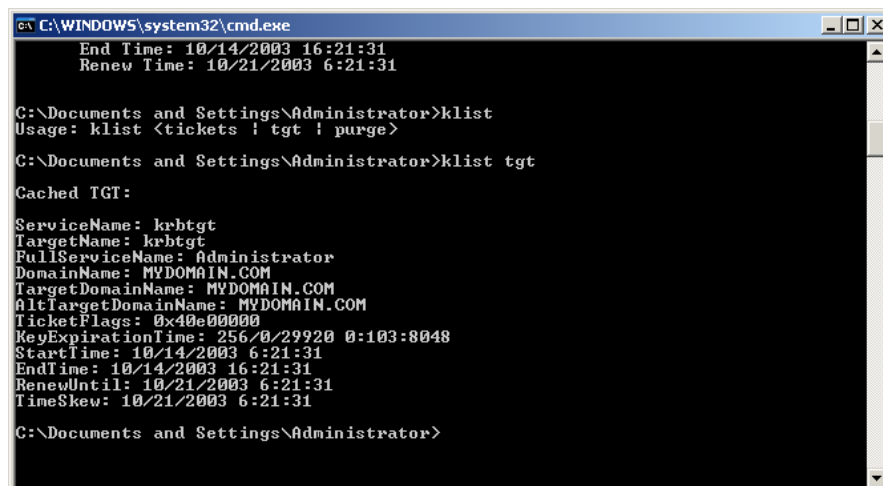 C:\WINDOWS\system32\cmd.exe
End Time: 10/14/2003 16:21:31
Renew Time: 10/21/2003 6:21:31
C:\Documents and Settings\Administrator>klist
Usage: klist <tickets ¦ tgt ¦ purge>
C:\Documents and Settings\Administrator>klist tgt
Cached TGT:
ServiceName: krbtgt
TargetName: krbtgt
FullServiceName: Administrator
DomainName: MYDOMAIN.COM
TargetDomainName: MYDOMAIN.COM
AltTargetDomainName: MYDOMAIN.COM
TicketFlags: 0x40e00000
KeyExpirationTime: 256/0/29920 0:103:8048
StartTime: 10/14/2003 6:21:31
EndTime: 10/14/2003 16:21:31
RenewUntil: 10/21/2003 6:21:31
TimeSkew: 10/21/2003 6:21:31
C:\Documents and Settings\Administrator>